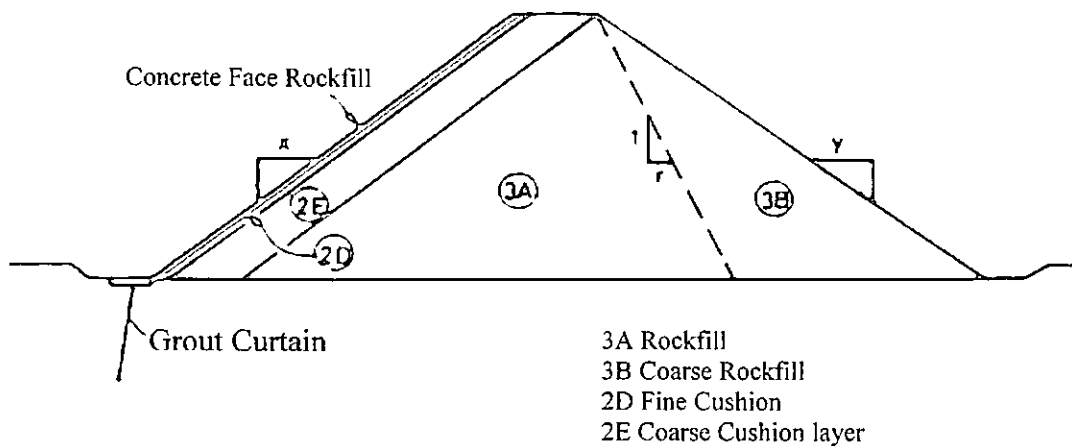 Concrete Face Rockfill
x
1
r
y
2E
3A
3B
2D
Grout Curtain
3A Rockfill
3B Coarse Rockfill
2D Fine Cushion
2E Coarse Cushion layer